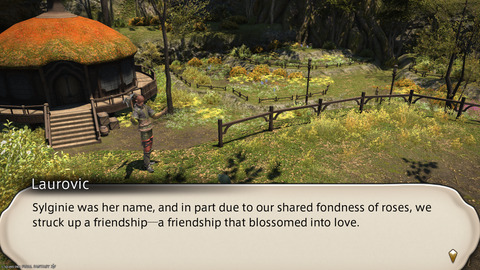 Laurovic
Sylginie was her name, and in part due to our shared fondness of roses, we
struck up a friendship—a friendship that blossomed into love.